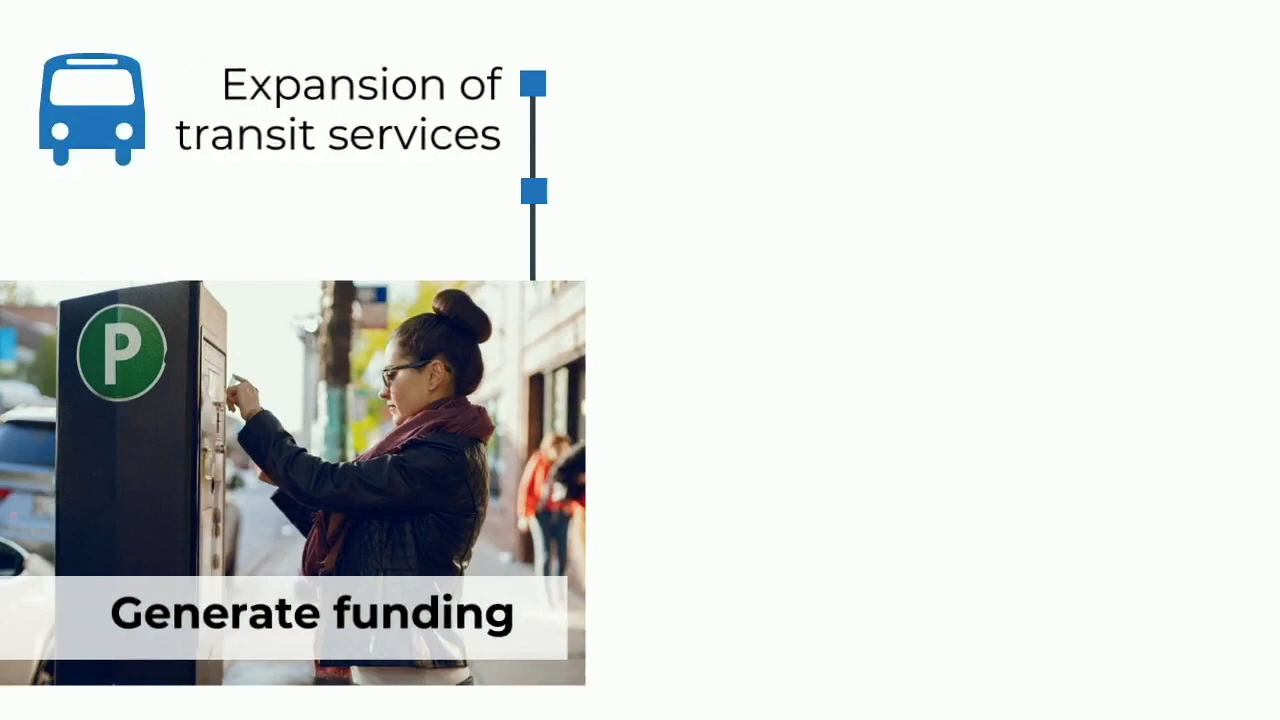 Expansion of
transit services
P
Generate funding